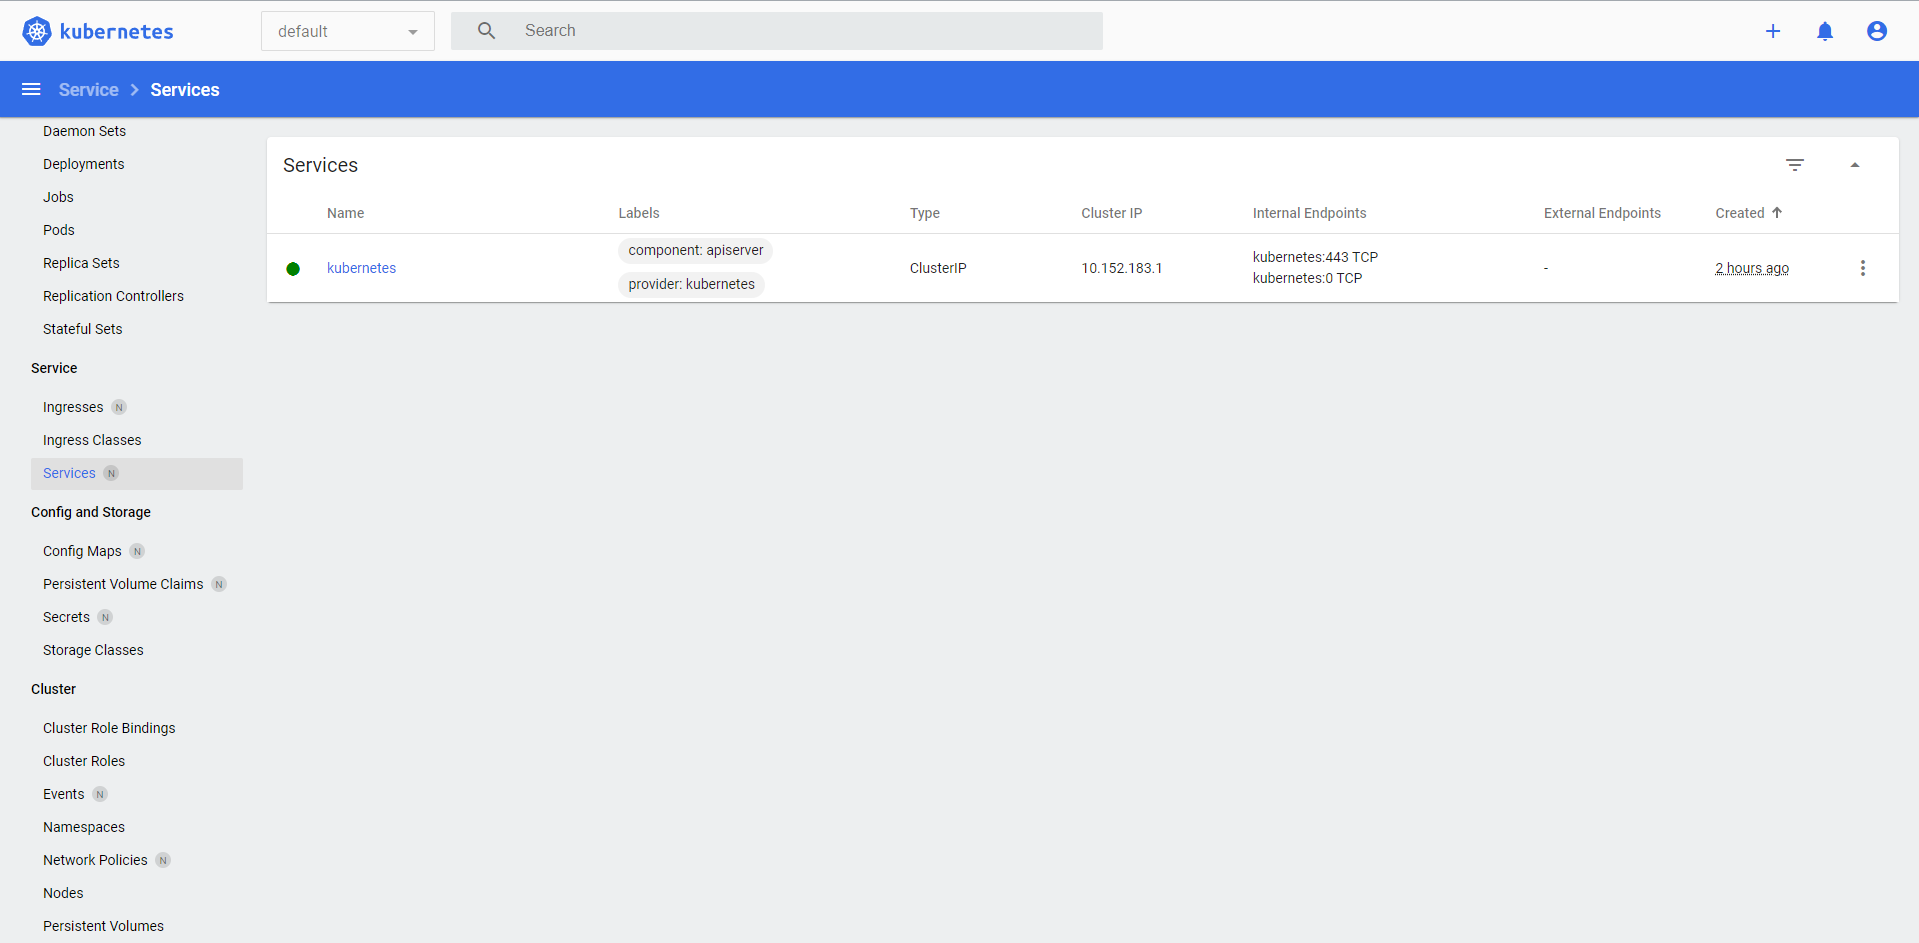 kubernetes
default
Search
Service
Services
Daemon Sets
Deployments
Jobs
Pods
Replica Sets
Replication Controllers
Stateful Sets
Service
Ingresses N
Ingress Classes
Services N
Config and Storage
Config Maps N
Persistent Volume Claims N
Secrets N
Storage Classes
Cluster
Cluster Role Bindings
Cluster Roles
Events N
Namespaces
Network Policies N
Nodes
Persistent Volumes
Services
Name Labels Type Cluster IP Internal Endpoints External Endpoints Created
kubernetes
component: apiserver
provider: kubernetes
ClusterIP
10.152.183.1
kubernetes:443 TCP
kubernetes:0 TCP
-
2 hours ago